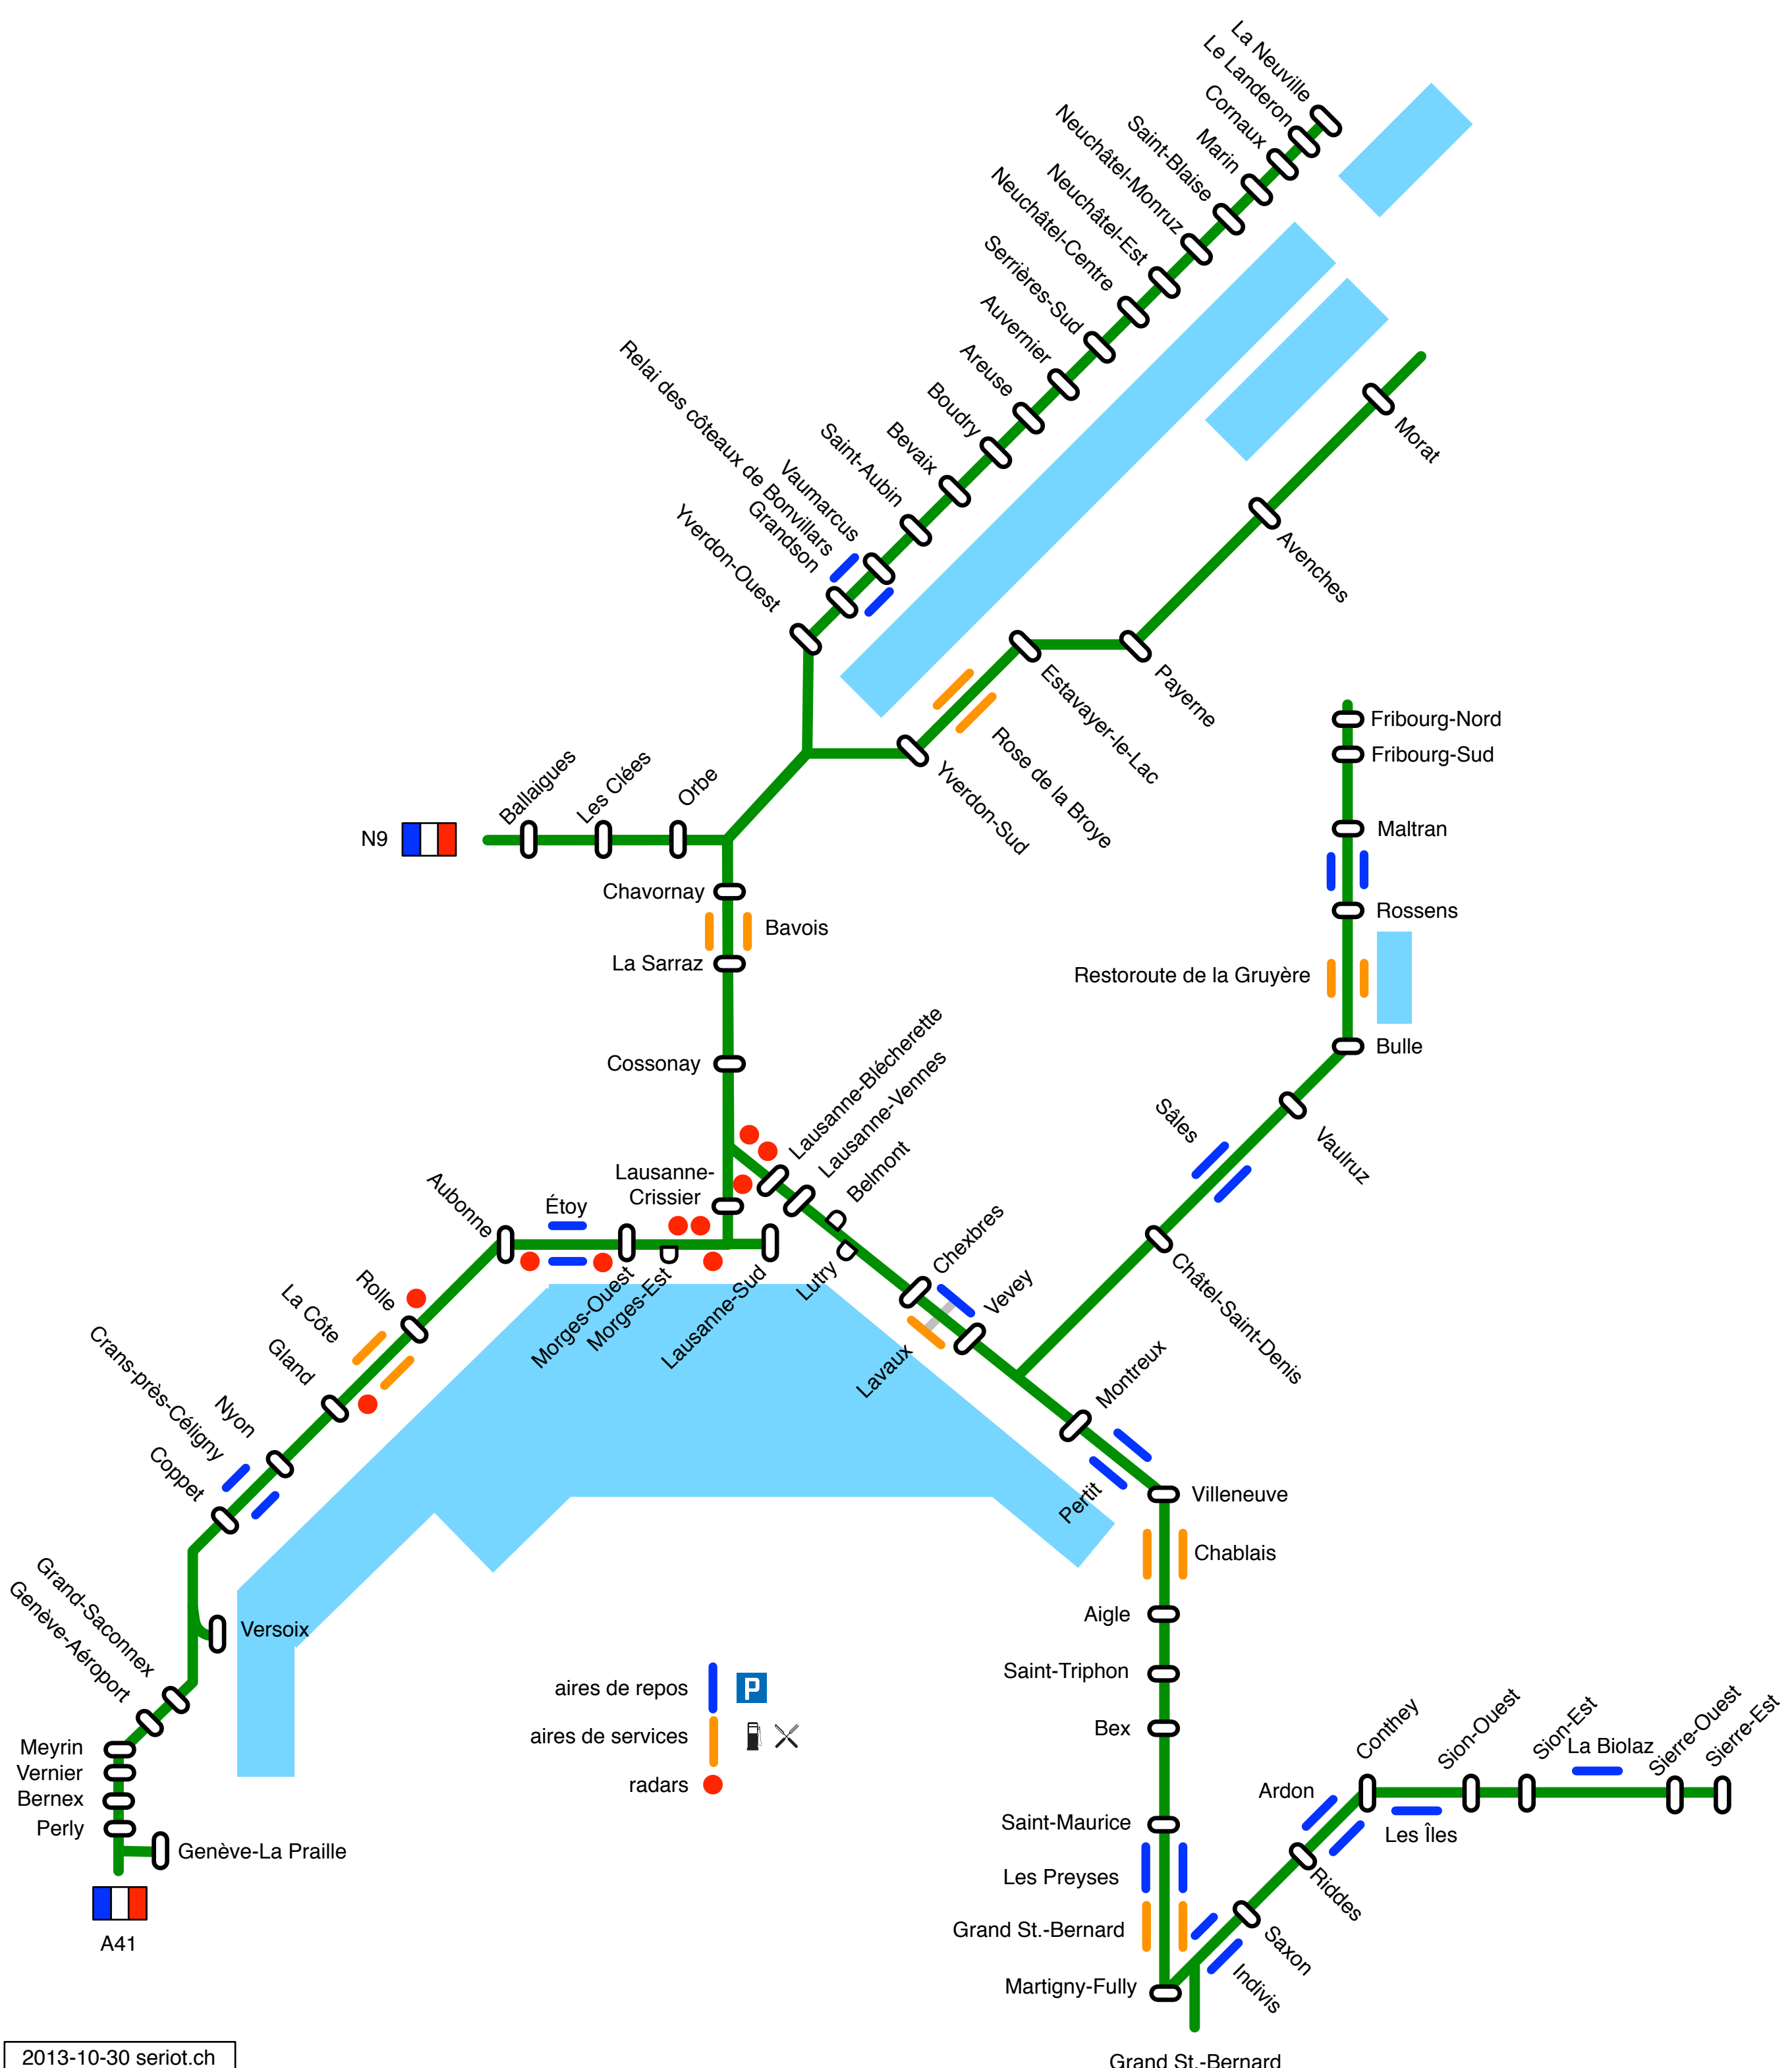 La Neuville
Le Landeron
Cornaux
Marin
Saint-Blaise
Neuchâtel-Monruz
Neuchâtel-Est
Neuchâtel-Centre
Serrières-Sud
Auvernier
Areuse
Boudry
Bevaix
Saint-Aubin
Vaumarcus
Relai des côteaux de Bonvillars
Grandson
Yverdon-Ouest
Morat
Avenches
Payerne
Estavayer-le-Lac
Rose de la Broye
Yverdon-Sud
Fribourg-Nord
Fribourg-Sud
Maltran
Rossens
Restoroute de la Gruyère
Bulle
Vaulruz
Sâles
Châtel-Saint-Denis
N9
Ballaigues
Les Clées
Orbe
Chavornay
Bavois
La Sarraz
Cossonay
Lausanne-Blécherette
Lausanne-Vennes
Belmont
Lausanne-
Crissier
Lutry
Chexbres
Vevey
Lavaux
Montreux
Pertit
Villeneuve
Chablais
Aigle
Saint-Triphon
Bex
Saint-Maurice
Les Preyses
Grand St.-Bernard
Martigny-Fully
Grand St.-Bernard
Indivis
Saxon
Riddes
Ardon
Conthey
Les Îles
Sion-Ouest
Sion-Est
La Biolaz
Sierre-Ouest
Sierre-Est
Aubonne
Étoy
Morges-Ouest
Morges-Est
Lausanne-Sud
Rolle
La Côte
Gland
Nyon
Crans-près-Céligny
Coppet
Versoix
Grand-Saconnex
Genève-Aéroport
Meyrin
Vernier
Bernex
Perly
Genève-La Praille
A41
aires de repos
P
aires de services
radars
2013-10-30 seriot.ch